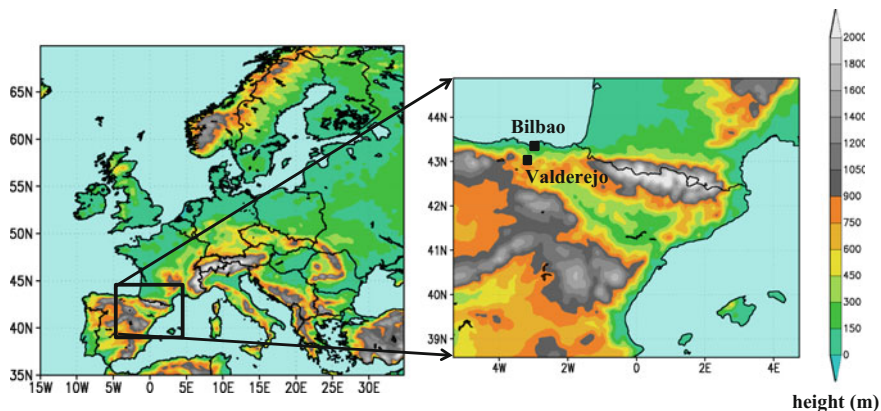 65N
60N
55N
50N
45N
40N
35N
15W 10W 5W 0 5E 10E 15E 20E 25E 30E
44N
43N
42N
41N
40N
39N
4W 2W 0 2E 4E
Bilbao
Valderejo
2000
1800
1600
1400
1200
1000
900
750
600
450
300
150
0
height (m)